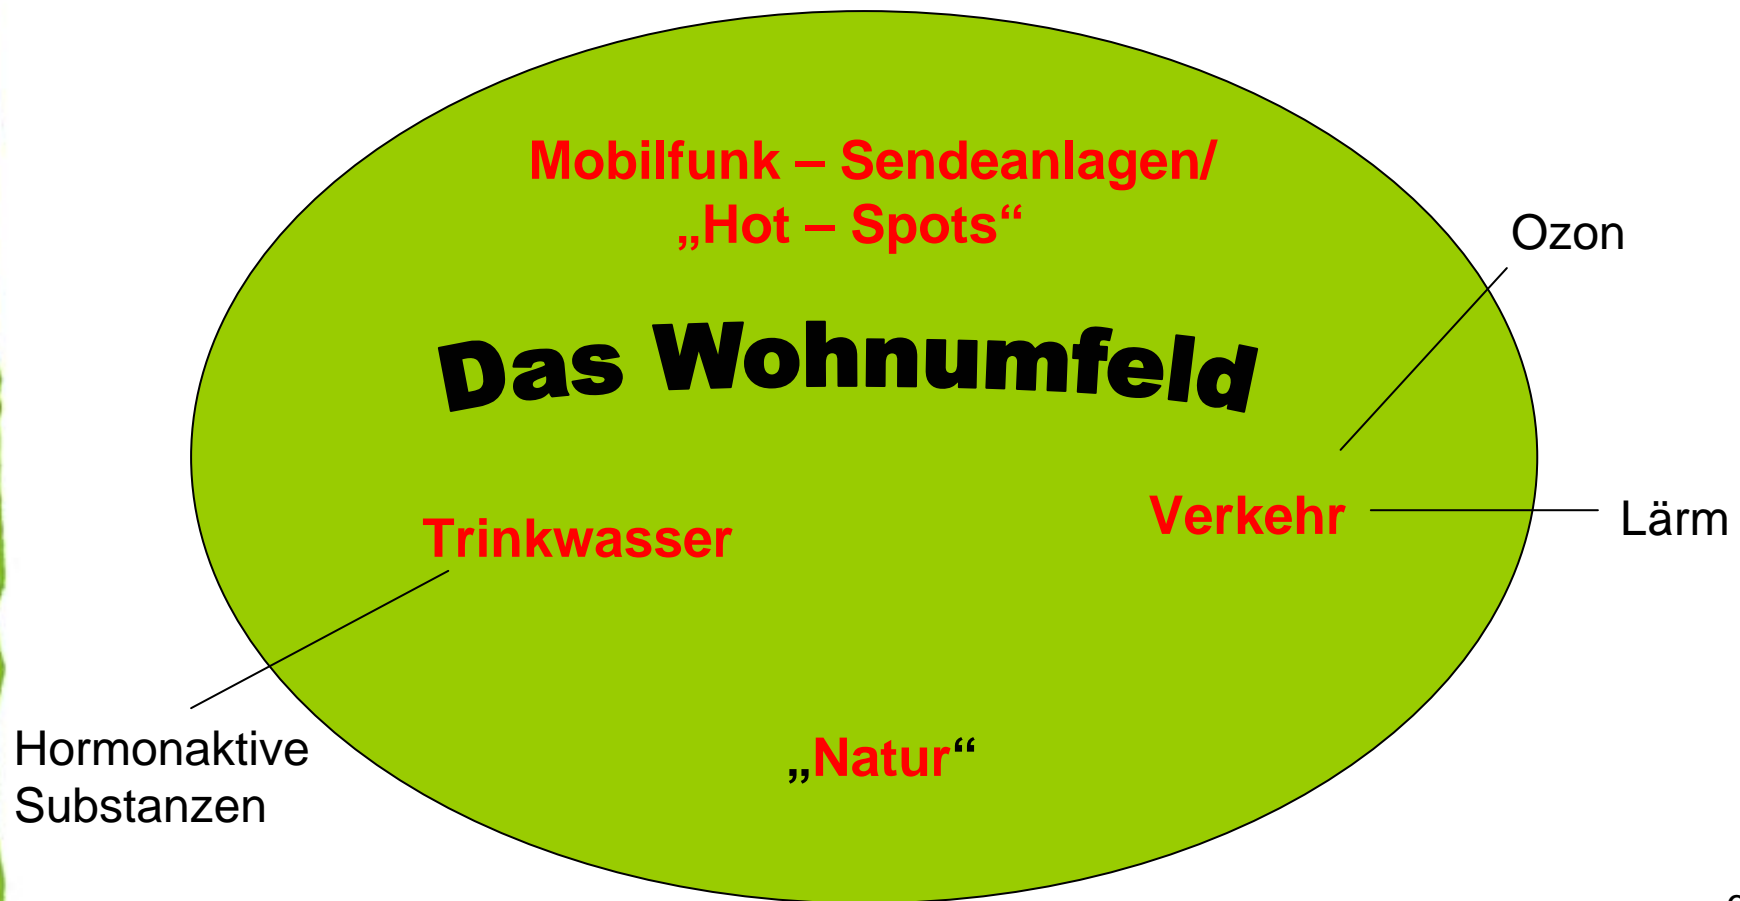 Mobilfunk – Sendeanlagen/
„Hot – Spots“
Ozon
Das Wohnumfeld
Verkehr
Lärm
Trinkwasser
Hormonaktive
Substanzen
„Natur“